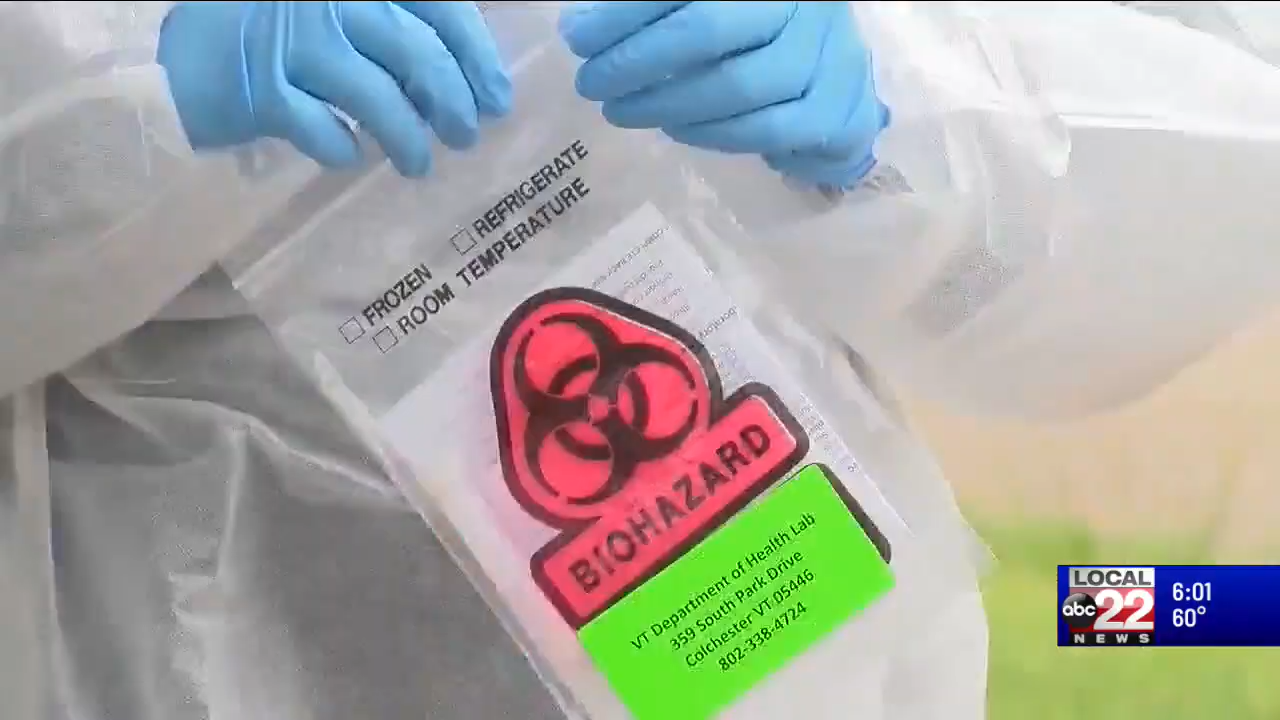 REFRIGERATE
FROZEN
ROOM TEMPERATURE
BIOHAZARD
VT Department of Health Lab
359 South Park Drive
Colchester VT 05446
802-338-4724
LOCAL
abc 22
NEWS
6:01
60°